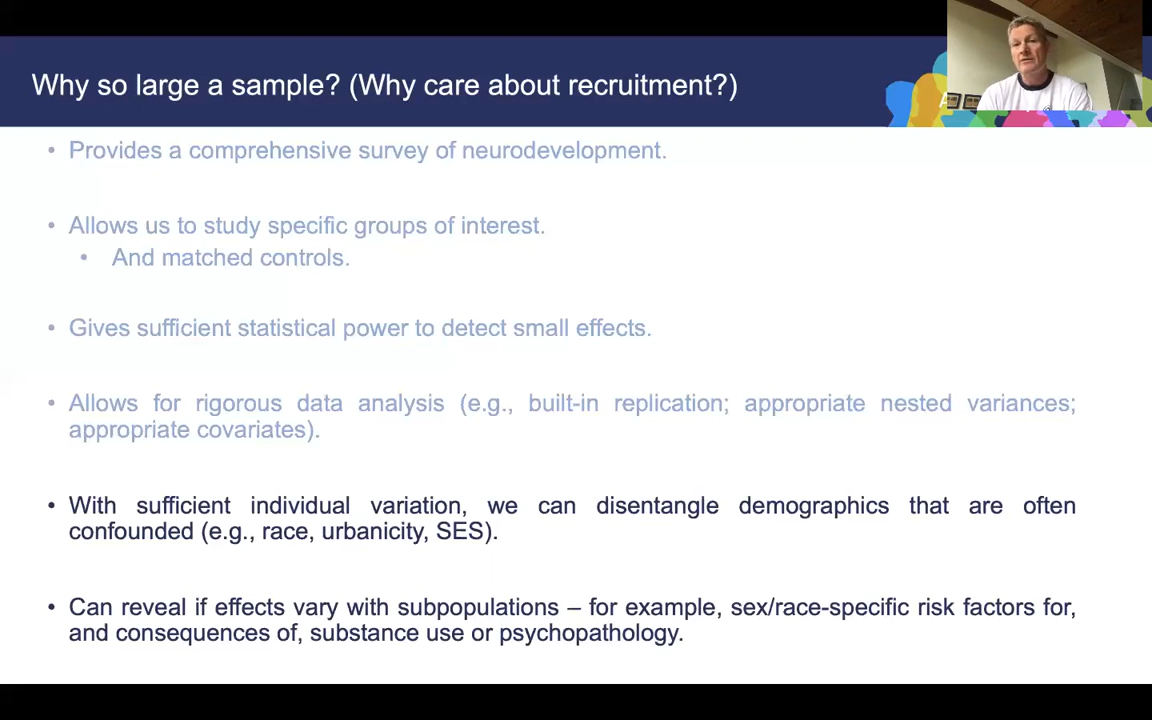 Why so large a sample? (Why care about recruitment?)
• Provides a comprehensive survey of neurodevelopment.
• Allows us to study specific groups of interest.
• And matched controls.
• Gives sufficient statistical power to detect small effects.
• Allows for rigorous data analysis (e.g., built-in replication; appropriate nested variances;
appropriate covariates).
• With sufficient individual variation, we can disentangle demographics that are often
confounded (e.g., race, urbanicity, SES).
• Can reveal if effects vary with subpopulations – for example, sex/race-specific risk factors for,
and consequences of, substance use or psychopathology.